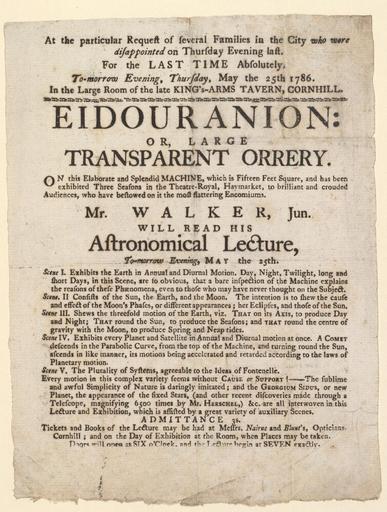 At the particular Requeſt of ſeveral Families in the City who were
diſappointed on Thurſday Evening laſt.
For the LAST TIME Abſolutely,
To-morrow Evening, Thurſday, May the 25th 1786.
In the Large Room of the late KING's-ARMS TAVERN, CORNHILL.
EIDOURANION:
OR, LARGE
TRANSPARENT ORRERY.
ON this Elaborate and Splendid MACHINE, which is Fifteen Feet Square, and has been
exhibited Three Seaſons in the Theatre-Royal, Haymarket, to brilliant and crouded
Audiences, who have beſtowed on it the moſt flattering Encomiums.
Mr. WALKER, Jun.
WILL READ HIS
Aſtronomical Lecture,
To-morrow Evening, MAY the 25th.
Scene I. Exhibits the Earth in Annual and Diurnal Motion. Day, Night, Twilight, long and
ſhort Days, in this Scene, are ſo obvious, that a bare inſpection of the Machine explains
the reaſons of theſe Phænomena, even to thoſe who may have never thought on the Subject.
Scene. II Conſiſts of the Sun, the Earth, and the Moon. The intention is to ſhew the cauſe
and effect of the Moon's Phaſes, or different appearances; her Eclipſes, and thoſe of the Sun.
Scene III. Shews the threefold motion of the Earth, viz. THAT on its AXIS, to produce Day
and Night; THAT round the Sun, to produce the Seaſons; and THAT round the centre of
gravity with the Moon, to produce Spring and Neap tides.
Scene IV. Exhibits every Planet and Satellite in Annual and Diurnal motion at once. A COMET
deſcends in the Parabolic Curve, from the top of the Machine, and turning round the Sun,
aſcends in like manner, its motions being accelerated and retarded according to the laws of
Planetary motion.
Scene V. The Plurality of Syſtems, agreeable to the Ideas of Fontenelle.
Every motion in this complex variety ſeems without CAUSE or SUPPORT!——The ſublime
and awful Simplicity of Nature is daringly imitated; and the GEORGIUM SIDUS, or new
Planet, the appearance of the fixed Stars, (and other recent diſcoveries made through a
Teleſcope, magnifying 6500 times by Mr. HERSCHEL,) &c. are all interwoven in this
Lecture and Exhibition, which is aſſiſted by a great variety of auxiliary Scenes.
ADMITTANCE 3s.
Tickets and Books of the Lecture may be had at Meſſrs. Nairne and Blunt's, Opticians
Cornhill; and on the Day of Exhibition at the Room, when Places may be taken.
Doors will open at SIX o'Clock, and the Lecture begin at SEVEN exactly.